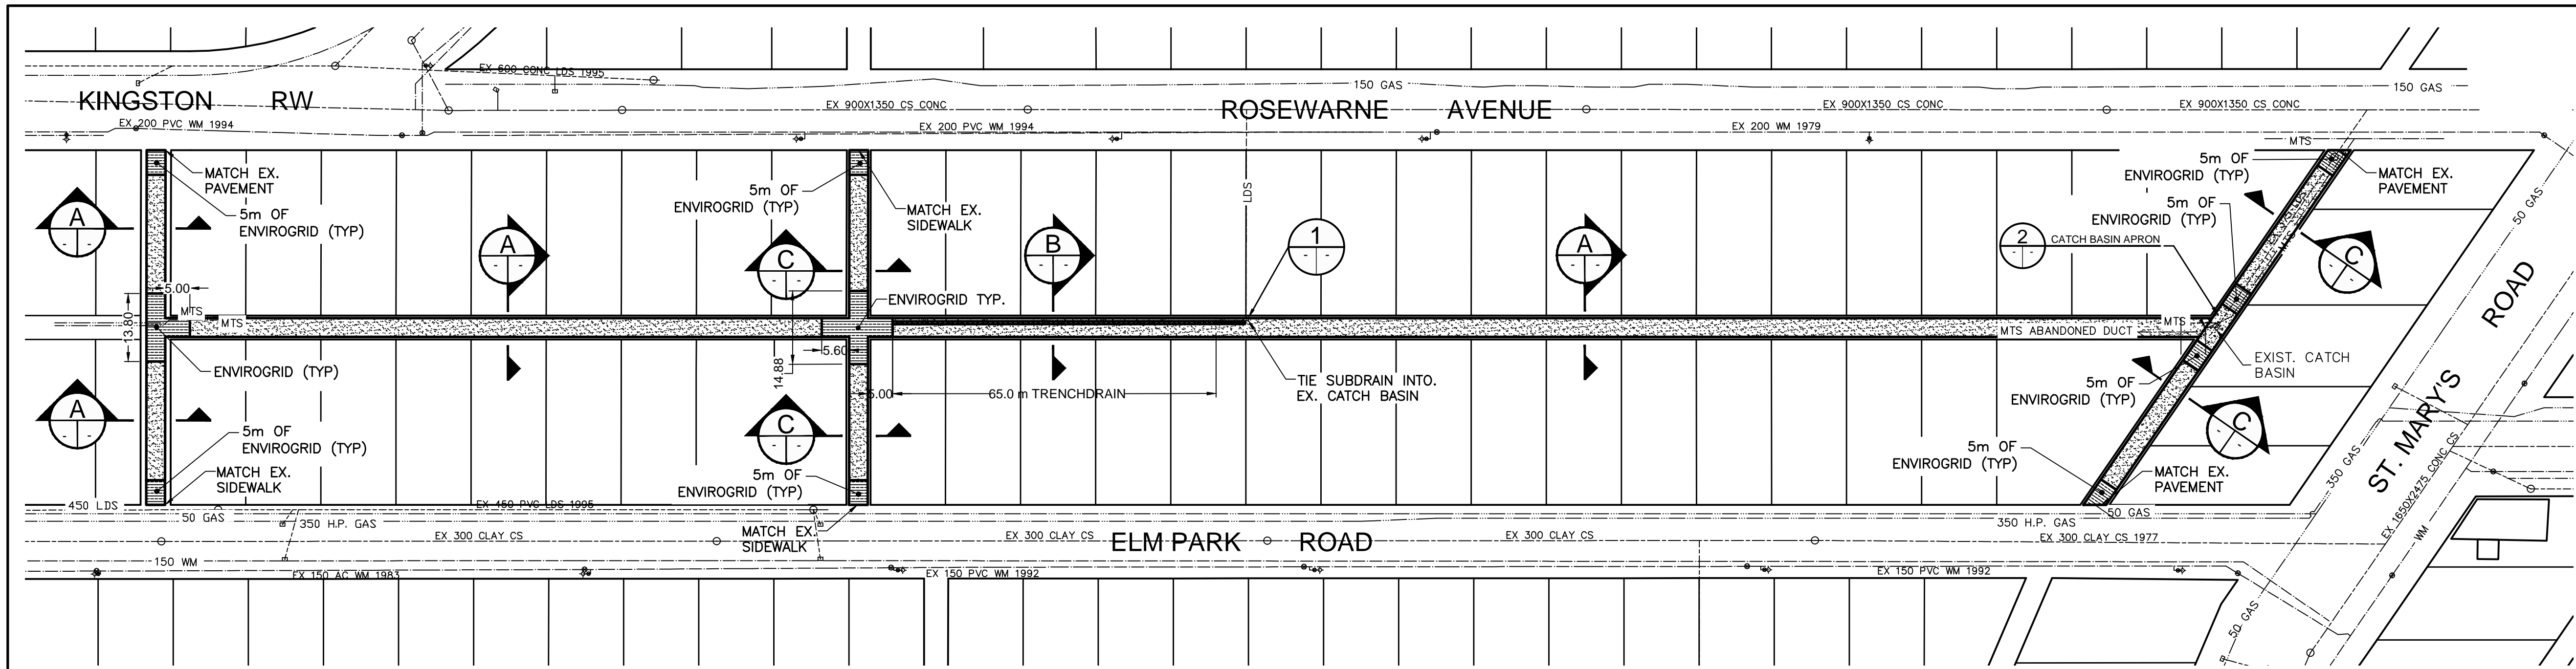 EX 600 CONC LDS 1995
150 GAS
150 GAS
KINGSTON RW
EX 900X1350 CS CONC
ROSEWARNE AVENUE
EX 900X1350 CS CONC
EX 900X1350 CS CONC
EX 200 PVC WM 1994
EX 200 PVC WM 1994
EX 200 WM 1979
MTS
MATCH EX.
PAVEMENT
5m OF
ENVIROGRID (TYP)
5m OF
ENVIROGRID (TYP)
MATCH EX.
SIDEWALK
LDS
5m OF
ENVIROGRID (TYP)
MATCH EX.
PAVEMENT
5m OF
ENVIROGRID (TYP)
50 GAS
A
- -
A
- -
C
- -
B
- -
1
- -
A
- -
2
- -
CATCH BASIN APRON
MTS
C
- -
5.00
13.80
MTS
MTS
ENVIROGRID TYP.
MTS ABANDONED DUCT
MTS
ROAD
ENVIROGRID (TYP)
5.60
14.88
5.00
65.0 m TRENCHDRAIN
TIE SUBDRAIN INTO.
EX. CATCH BASIN
EXIST. CATCH
BASIN
5m OF
ENVIROGRID (TYP)
A
- -
C
- -
C
- -
ST. MARY'S
5m OF
ENVIROGRID (TYP)
MATCH EX.
SIDEWALK
5m OF
ENVIROGRID (TYP)
5m OF
ENVIROGRID (TYP)
MATCH EX.
PAVEMENT
350 GAS
EX 1650X2475 CONC CS
WM
450 LDS
50 GAS
350 H.P. GAS
EX 450 PVC LDS 1995
MATCH EX.
SIDEWALK
50 GAS
350 H.P. GAS
EX 300 CLAY CS
EX 300 CLAY CS
ELM PARK ROAD
EX 300 CLAY CS
EX 300 CLAY CS 1977
150 WM
EX 150 AC WM 1983
EX 150 PVC WM 1992
EX 150 PVC WM 1992
50 GAS